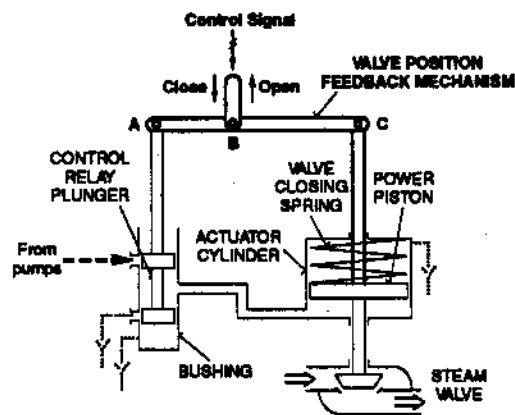 Control Signal
Close
Open
VALVE POSITION
FEEDBACK MECHANISM
A
B
C
CONTROL
RELAY
PLUNGER
VALVE
CLOSING
SPRING
POWER
PISTON
ACTUATOR
CYLINDER
From
pumps
BUSHING
STEAM
VALVE